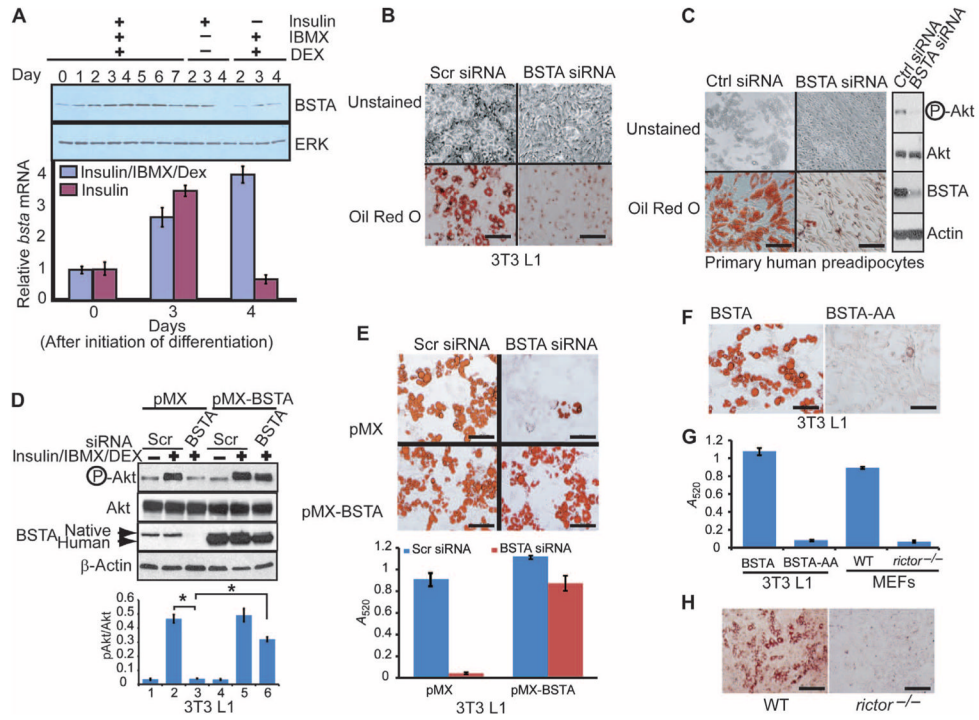 A
+ + − Insulin
+ − + IBMX
+ − + DEX
Day 0 1 2 3 4 5 6 7 2 3 4 2 3 4
BSTA
ERK
Relative bsta mRNA
4
3
2
1
0
Insulin/IBMX/Dex
Insulin
0 3 4
Days
(After initiation of differentiation)
B
Scr siRNA BSTA siRNA
Unstained
Oil Red O
3T3 L1
C
Ctrl siRNA BSTA siRNA
Ctrl siRNA
BSTA siRNA
Unstained
Oil Red O
P-Akt
Akt
BSTA
Actin
Primary human preadipocytes
D
pMX pMX-BSTA
siRNA Scr BSTA Scr BSTA
Insulin/IBMX/DEX − + + − + +
P-Akt
Akt
BSTA Native
Human
β-Actin
pAkt/Akt
0.6
0.4
0.2
0
* *
1 2 3 4 5 6
3T3 L1
E
Scr siRNA BSTA siRNA
pMX
pMX-BSTA
Scr siRNA BSTA siRNA
A520
1.2
1
0.8
0.6
0.4
0.2
0
pMX pMX-BSTA
3T3 L1
F
BSTA BSTA-AA
3T3 L1
G
A520
1.2
1
0.8
0.6
0.4
0.2
0
BSTA BSTA-AA WT rictor−/−
3T3 L1 MEFs
H
WT rictor−/−